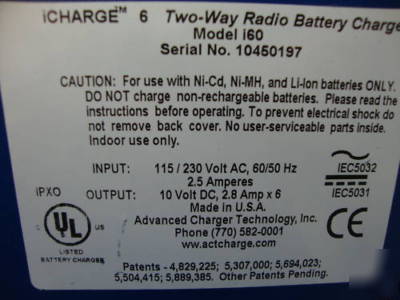 iCHARGE™ 6 Two-Way Radio Battery Charge
Model i60
Serial No. 10450197
CAUTION: For use with Ni-Cd, Ni-MH, and Li-Ion batteries ONLY.
DO NOT charge non-rechargeable batteries. Please read the
instructions before operating. To prevent electrical shock do
not remove back cover. No user-serviceable parts inside.
Indoor use only.
INPUT: 115 / 230 Volt AC, 60/50 Hz
2.5 Amperes
IEC5032
IPXO
OUTPUT: 10 Volt DC, 2.8 Amp x 6
IEC5031
Made in U.S.A.
UL
LISTED
BATTERY CHARGER
Advanced Charger Technology, Inc.
Phone (770) 582-0001
www.actcharge.com
Patents - 4,829,225; 5,307,000; 5,694,023;
5,504,415; 5,889,385. Other Patents Pending.